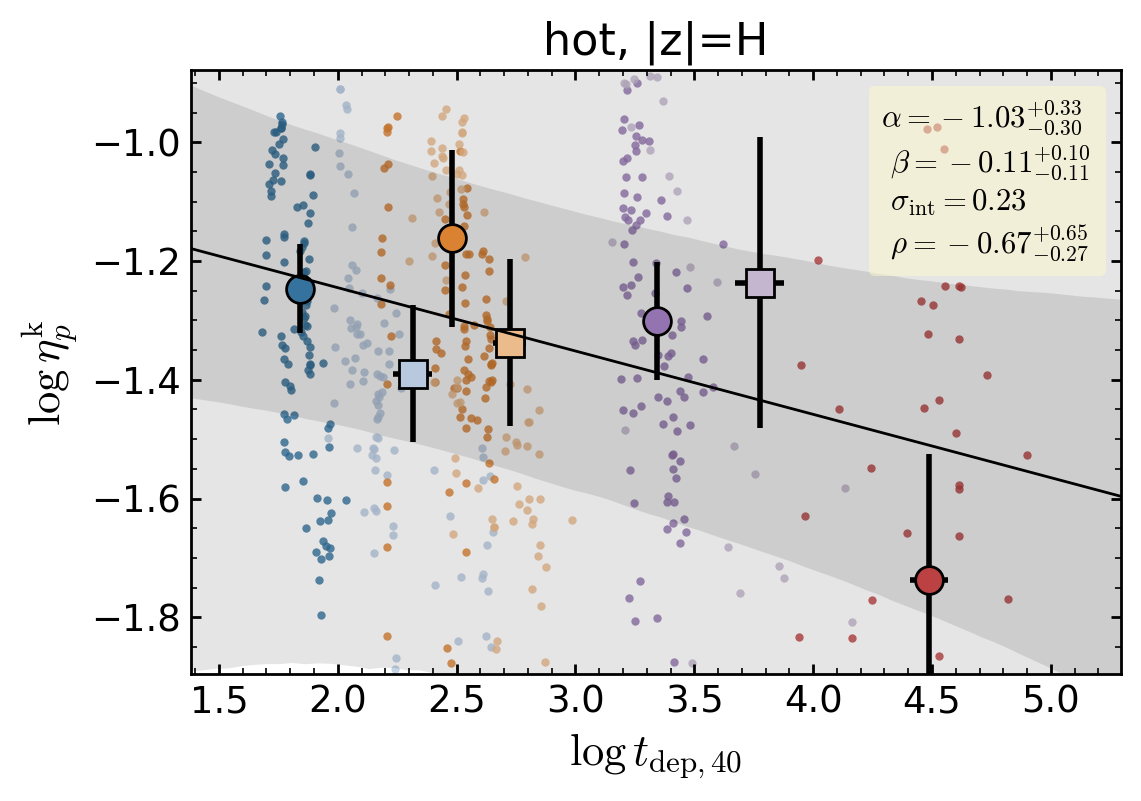 hot, |z|=H
α = −1.03^{+0.33}_{−0.30}
β = −0.11^{+0.10}_{−0.11}
σ_int = 0.23
ρ = −0.67^{+0.65}_{−0.27}
log η_p^k
−1.0
−1.2
−1.4
−1.6
−1.8
1.5 2.0 2.5 3.0 3.5 4.0 4.5 5.0
log t_{dep, 40}